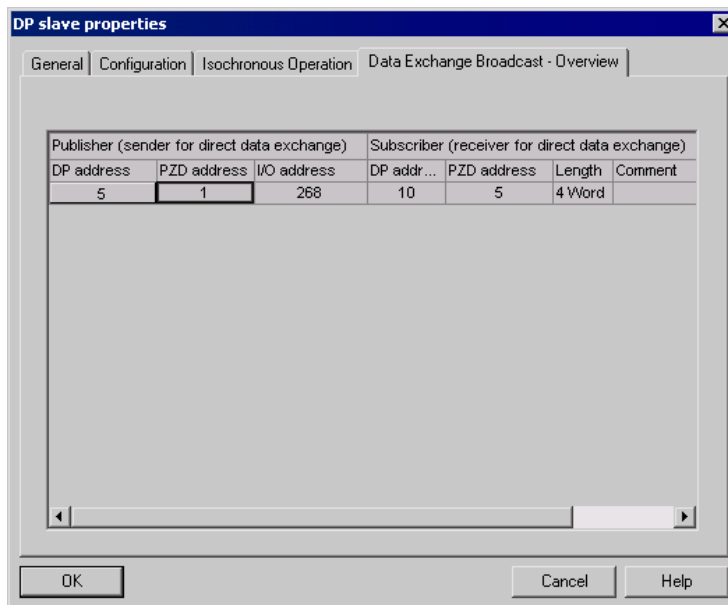 DP slave properties
General Configuration Isochronous Operation Data Exchange Broadcast - Overview
Publisher (sender for direct data exchange) Subscriber (receiver for direct data exchange)
DP address PZD address I/O address DP addr... PZD address Length Comment
5 1 268 10 5 4 Word
OK Cancel Help